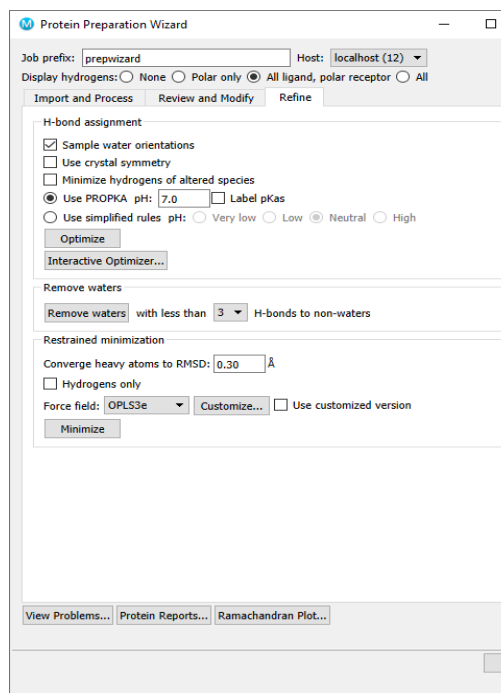 M Protein Preparation Wizard
Job prefix: prepwizard Host: localhost (12)
Display hydrogens: None Polar only All ligand, polar receptor All
Import and Process Review and Modify Refine
H-bond assignment
Sample water orientations
Use crystal symmetry
Minimize hydrogens of altered species
Use PROPKA pH: 7.0 Label pKas
Use simplified rules pH: Very low Low Neutral High
Optimize
Interactive Optimizer...
Remove waters
Remove waters with less than 3 H-bonds to non-waters
Restrained minimization
Converge heavy atoms to RMSD: 0.30 Å
Hydrogens only
Force field: OPLS3e Customize... Use customized version
Minimize
View Problems... Protein Reports... Ramachandran Plot...